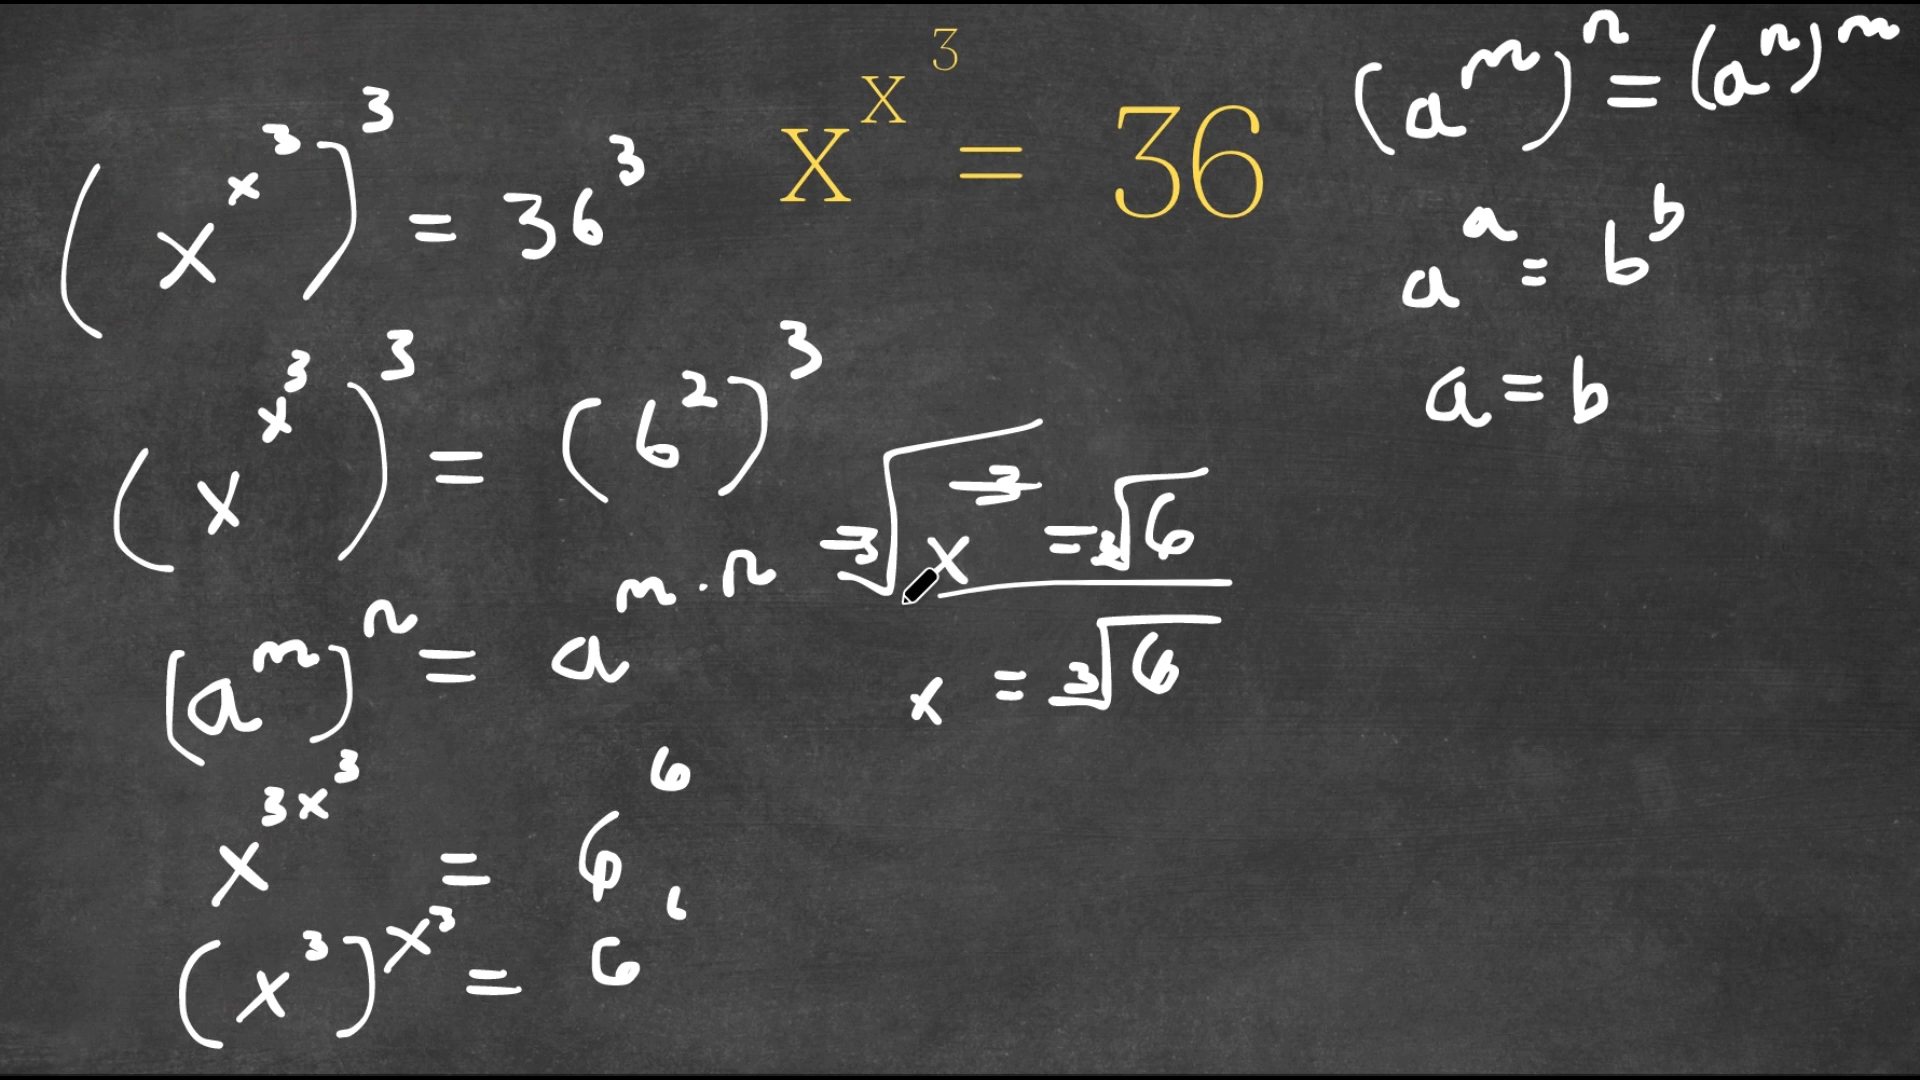 x^x^3 = 36
(x^x^3)^3 = 36^3
(x^x^3)^3 = (6^2)^3
(a^m)^n = a^m·n
x^3x^3 = 6^6
(x^3)^x^3 = 6^6
∛x^3 = ∛6
x = ∛6
(a^m)^n = (a^n)^m
a^a = b^b
a = b